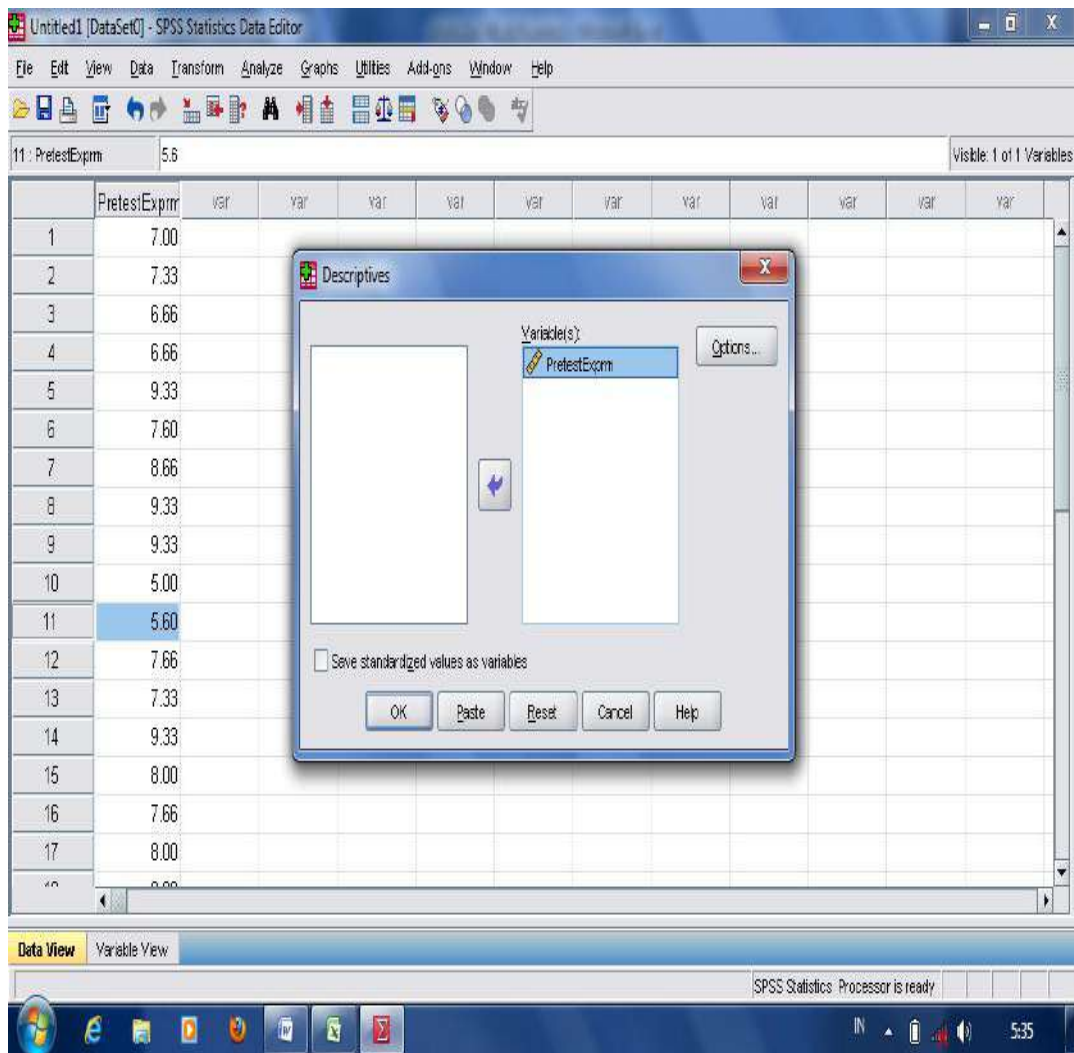 Untitled1 [DataSet0] - SPSS Statistics Data Editor
File Edit View Data Transform Analyze Graphs Utilities Add-ons Window Help
11 : PretestExprm 5.6 Visible: 1 of 1 Variables
PretestExprm var var var var var var var var var var var
1 7.00
2 7.33
3 6.66
4 6.66
5 9.33
6 7.60
7 8.66
8 9.33
9 9.33
10 5.00
11 5.60
12 7.66
13 7.33
14 9.33
15 8.00
16 7.66
17 8.00
Descriptives
Variable(s):
PretestExprm
Options...
Save standardized values as variables
OK Paste Reset Cancel Help
Data View Variable View
SPSS Statistics Processor is ready
IN 5:35